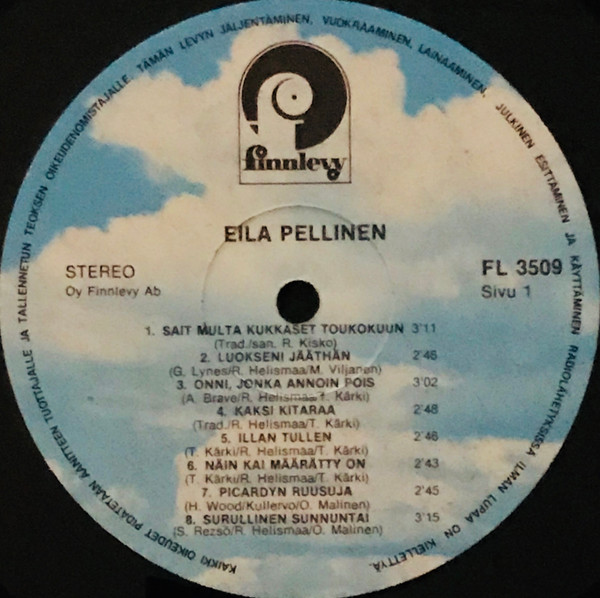 KAIKKI OIKEUDET PIDÄTETÄÄN ÄÄNITTEEN TUOTTAJALLE JA TALLENNETUN TEOKSEN OIKEUDENOMISTAJALLE. TÄMÄN LEVYN JÄLJENTÄMINEN, VUOKRAAMINEN, LAINAAMINEN, JULKINEN ESITTÄMINEN JA KÄYTTÄMINEN RADIOLÄHETYKSISSÄ ILMAN LUPAA ON KIELLETTYÄ.
finnlevy
EILA PELLINEN
STEREO
Oy Finnlevy Ab
FL 3509
Sivu 1
1. SAIT MULTA KUKKASET TOUKOKUUN 3'11
(Trad./san. R. Kisko)
2. LUOKSENI JÄÄTHÄN 2'46
(G. Lynes/R. Helismaa/M. Viljanen)
3. ONNI, JONKA ANNOIN POIS 3'02
(A. Brave/R. Helismaa/T. Kärki)
4. KAKSI KITARAA 2'48
(Trad./R. Helismaa/T. Kärki)
5. ILLAN TULLEN 2'46
(T. Kärki/R. Helismaa/T. Kärki)
6. NÄIN KAI MÄÄRÄTTY ON 2'43
(T. Kärki/R. Helismaa/T. Kärki)
7. PICARDYN RUUSUJA 2'45
(H. Wood/Kullervo/O. Malinen)
8. SURULLINEN SUNNUNTAI 3'15
(S. Rezsö/R. Helismaa/O. Malinen)